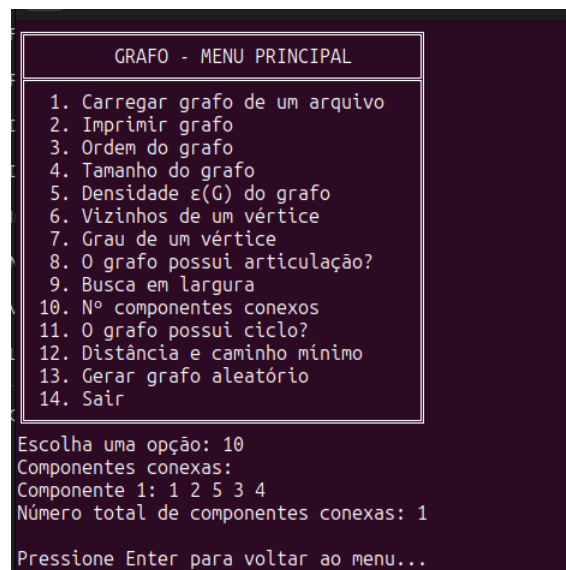 GRAFO - MENU PRINCIPAL
1. Carregar grafo de um arquivo
2. Imprimir grafo
3. Ordem do grafo
4. Tamanho do grafo
5. Densidade ε(G) do grafo
6. Vizinhos de um vértice
7. Grau de um vértice
8. O grafo possui articulação?
9. Busca em largura
10. Nº componentes conexos
11. O grafo possui ciclo?
12. Distância e caminho mínimo
13. Gerar grafo aleatório
14. Sair
Escolha uma opção: 10
Componentes conexas:
Componente 1: 1 2 5 3 4
Número total de componentes conexas: 1
Pressione Enter para voltar ao menu...